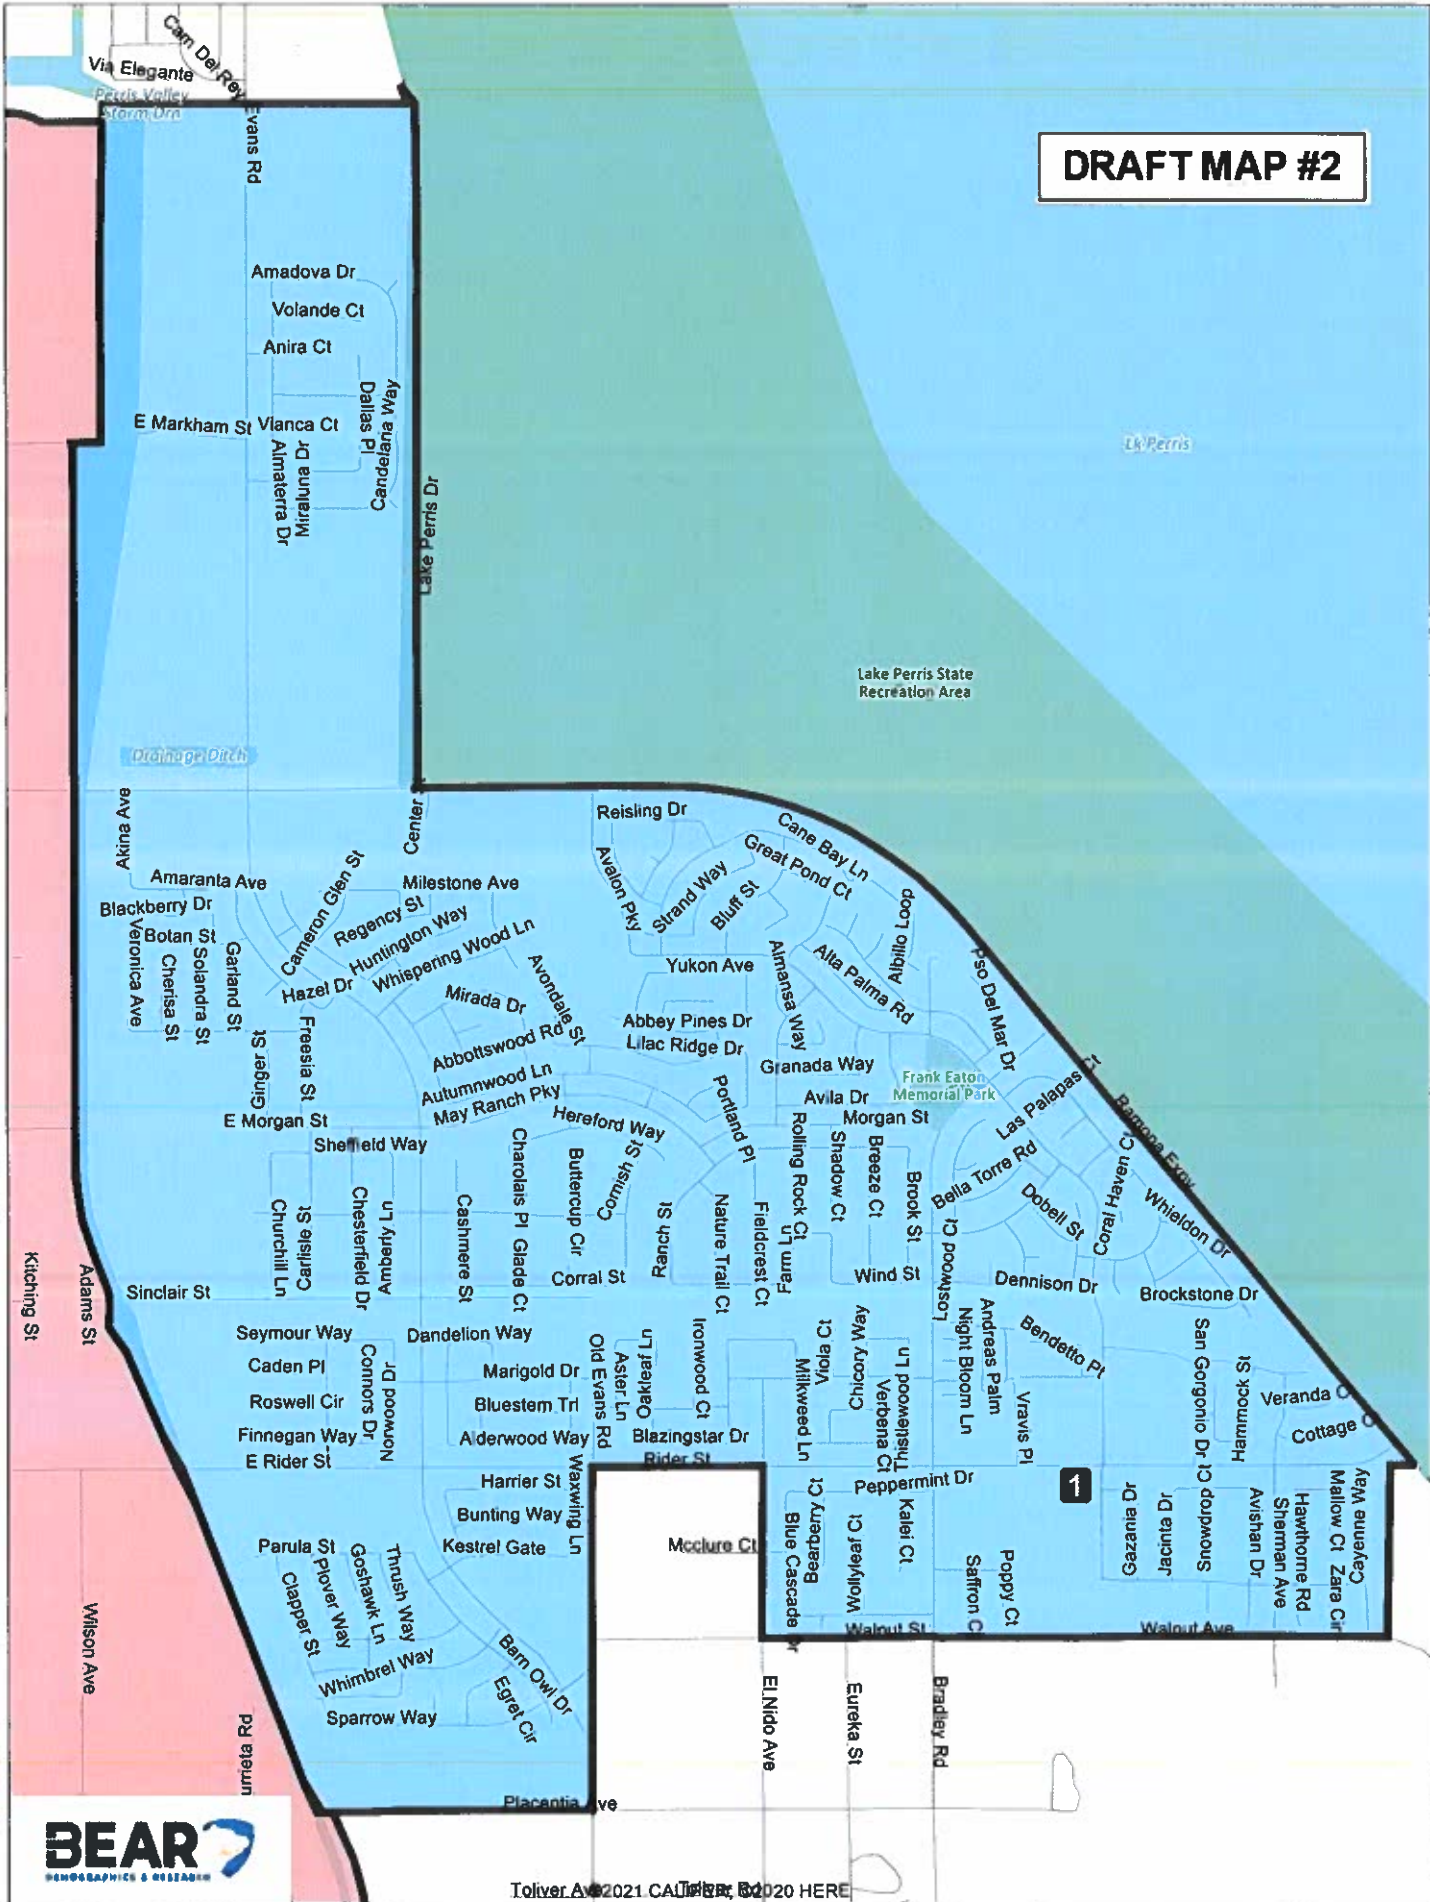 Cam Del Rey
Via Elegante
Perris Valley
Storm Drn
Evans Rd
DRAFT MAP #2
Amadova Dr
Volande Ct
Anira Ct
Dallas Pl
Candelaria Way
E Markham St
Vianca Ct
Almaterra Dr
Miraluna Dr
Lk Perris
Lake Perris Dr
Lake Perris State
Recreation Area
Drainage Ditch
Akina Ave
Center
Reisling Dr
Cane Bay Ln
Great Pond Ct
Avalon Pky
Strand Way
Bluff St
Albillo Loop
Amaranta Ave
Cameron Glen St
Milestone Ave
Blackberry Dr
Regency St
Huntington Way
Whispering Wood Ln
Botan St
Veronica Ave
Cherisa St
Solandra St
Garland St
Hazel Dr
Yukon Ave
Almansa Way
Alta Palma Rd
Pso Del Mar Dr
Avondale St
Mirada Dr
Abbey Pines Dr
Lilac Ridge Dr
Ginger St
Freesia St
Abbottswood Rd
Autumnwood Ln
May Ranch Pky
Granada Way
Frank Eaton
Memorial Park
Avila Dr
Morgan St
Las Palapas Ct
Ramona Expy
E Morgan St
Sheffield Way
Hereford Way
Portland Pl
Rolling Rock Ct
Shadow Ct
Breeze Ct
Brook St
Bella Torre Rd
Dobell St
Coral Haven Ct
Whieldon Dr
Churchill Ln
Carlisle St
Chesterfield Dr
Amberly Ln
Cashmere St
Charolais Pl
Glade Ct
Buttercup Cir
Cornish St
Ranch St
Nature Trail Ct
Fieldcrest Ct
Farm Ln
Lostwood Ct
Wind St
Dennison Dr
Brockstone Dr
Corral St
Kitching St
Adams St
Sinclair St
Seymour Way
Dandelion Way
Caden Pl
Connors Dr
Norwood Dr
Marigold Dr
Roswell Cir
Bluestem Trl
Finnegan Way
Alderwood Way
E Rider St
Old Evans Rd
Aster Ln
Oakleaf Ln
Ironwood Ct
Blazingstar Dr
Rider St
Milkweed Ln
Viola Ct
Chicory Way
Verbena Ct
Thistlewood Ln
Night Bloom Ln
Andreas Palm
Bendetto Pt
Vravis Pl
San Gorgonio Dr
Hammock St
Veranda C
Cottage C
Harrier St
Waxwing Ln
Bunting Way
Kestrel Gate
Peppermint Dr
1
Mcclure Ct
Blue Cascade Dr
Bearberry Ct
Wollyleaf Ct
Kalei Ct
Saffron C
Poppy Ct
Gazania Dr
Jacinta Dr
Snowdrop Ct
Avishan Dr
Sherman Ave
Hawthorne Rd
Mallow Ct
Zara Cir
Cayenne Way
Parula St
Clapper St
Plover Way
Goshawk Ln
Thrush Way
Whimbrel Way
Barn Owl Dr
Egret Cir
Sparrow Way
Walnut St
Walnut Ave
Wilson Ave
urrieta Rd
El Nido Ave
Eureka St
Bradley Rd
Placentia Ave
BEAR
DEMOGRAPHICS & RESEARCH
Toliver Av
©2021 CALIPER; ©2020 HERE